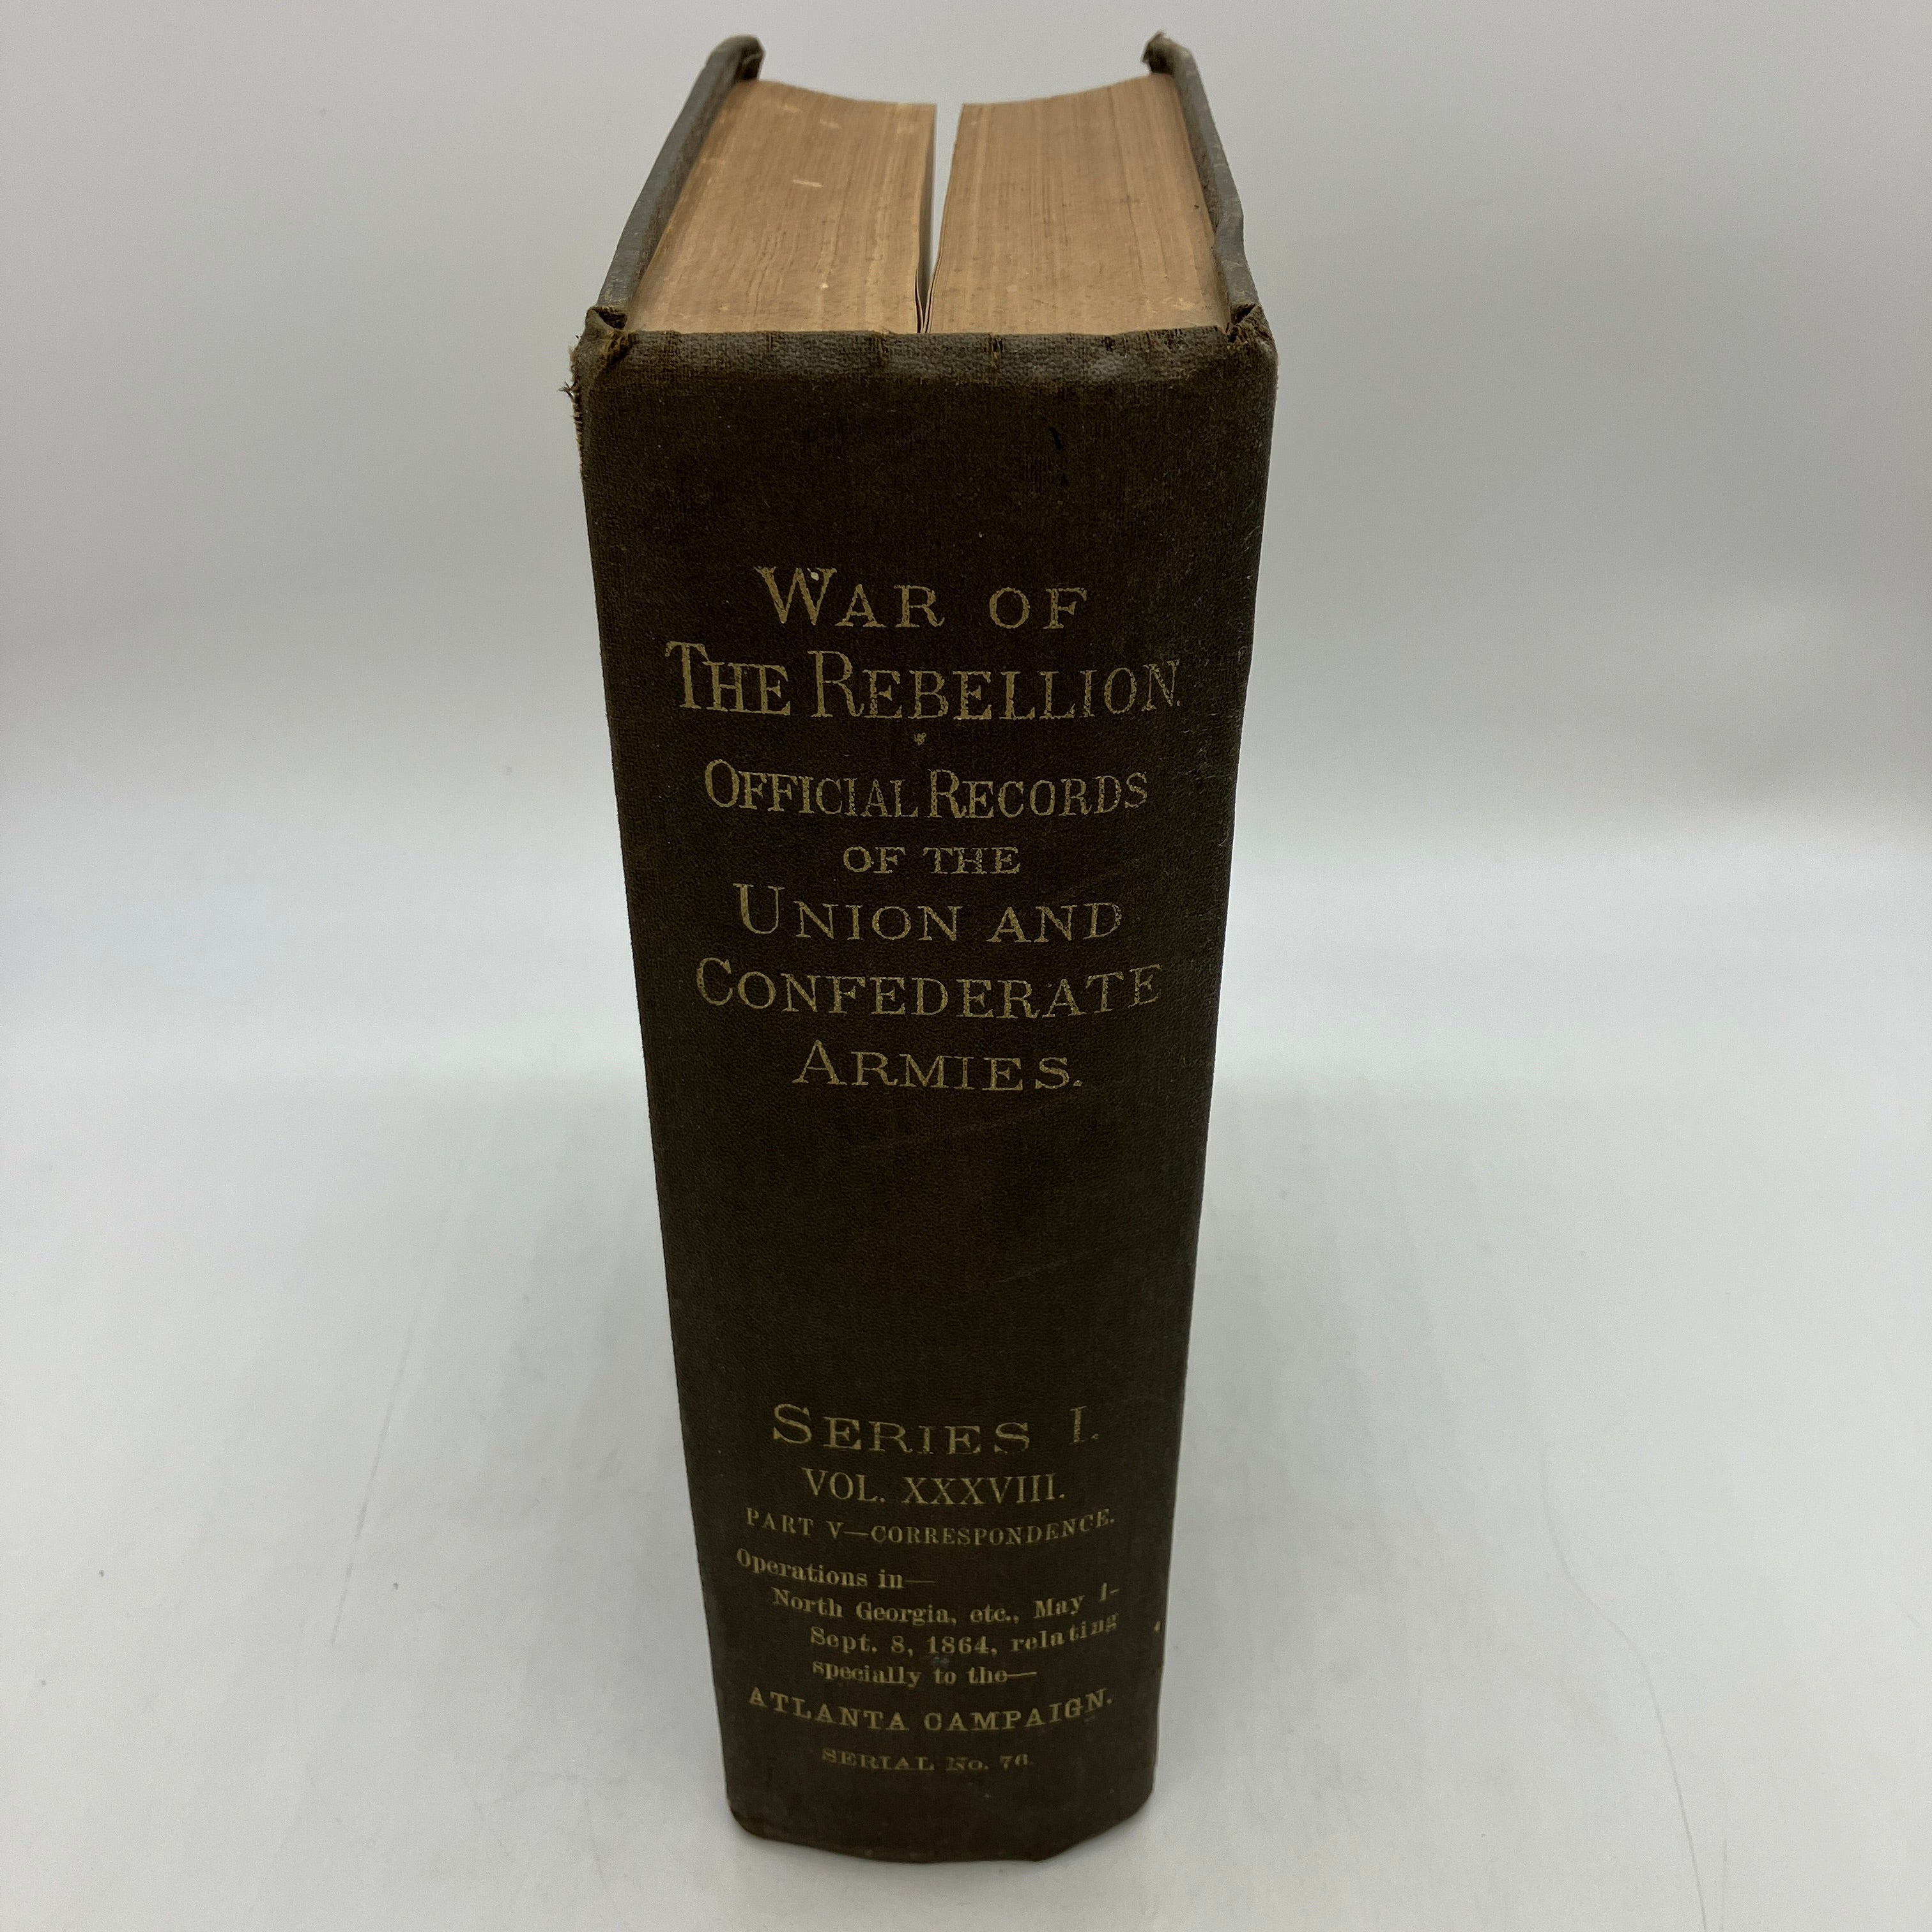 WAR OF
THE REBELLION.
OFFICIAL RECORDS
OF THE
UNION AND
CONFEDERATE
ARMIES.
SERIES I.
VOL. XXXVIII.
PART V—CORRESPONDENCE.
Operations in—
North Georgia, etc., May 1-
Sept. 8, 1864, relating
specially to the—
ATLANTA CAMPAIGN.
SERIAL No. 76.